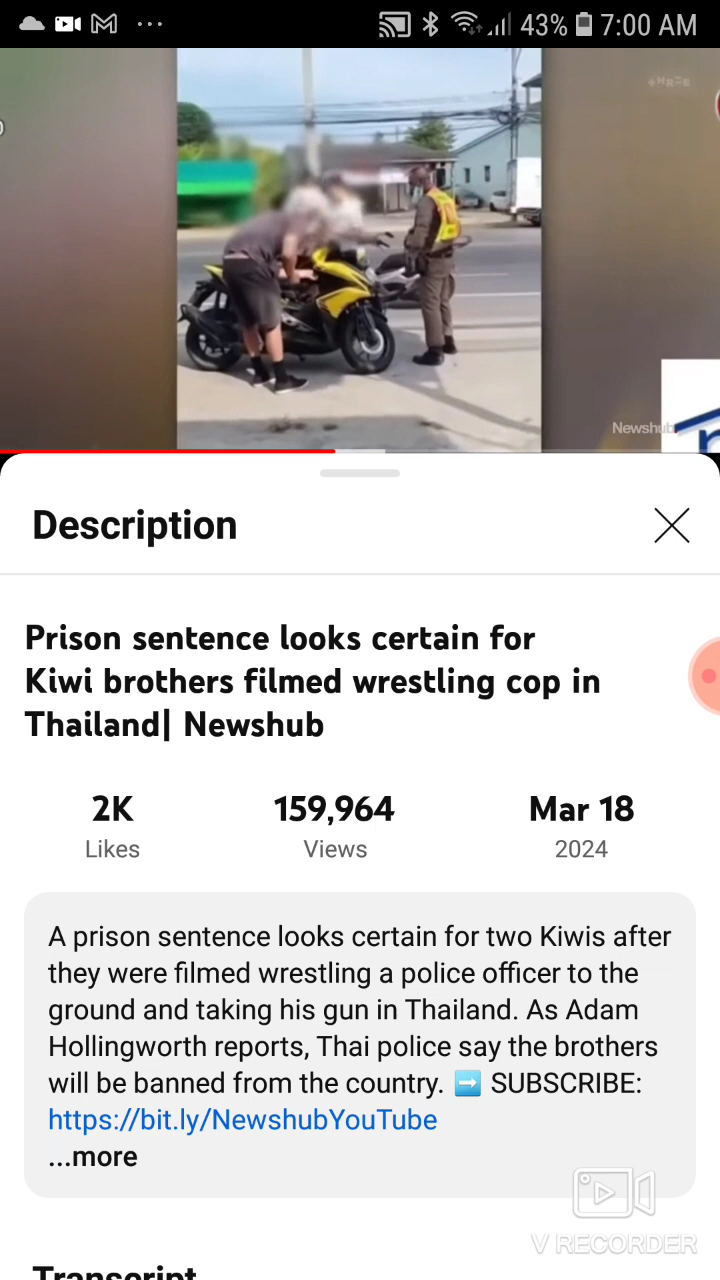 43% 7:00 AM
Newshub
Description
Prison sentence looks certain for
Kiwi brothers filmed wrestling cop in
Thailand| Newshub
2K
Likes
159,964
Views
Mar 18
2024
A prison sentence looks certain for two Kiwis after
they were filmed wrestling a police officer to the
ground and taking his gun in Thailand. As Adam
Hollingworth reports, Thai police say the brothers
will be banned from the country. ➡️ SUBSCRIBE:
https://bit.ly/NewshubYouTube
...more
V RECORDER
Transcript